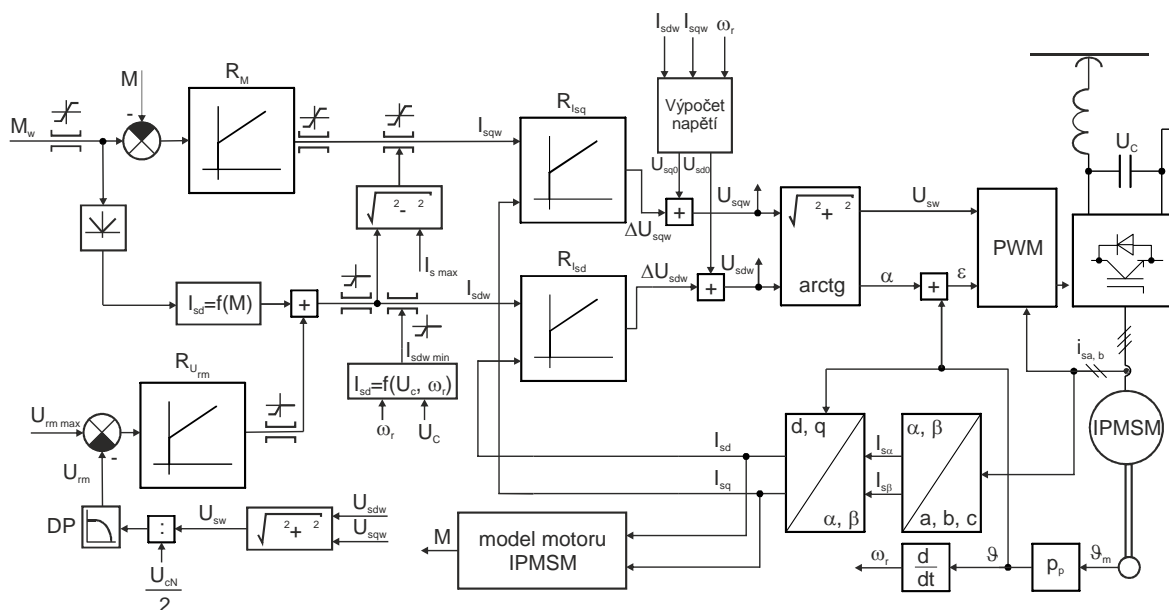 I_sdw I_sqw ω_r
M
R_M
M_w
-
Výpočet
napětí
R_Isq
I_sqw
U_sq0 U_sd0
U_C
√ ²- ²
I_s max
ΔU_sqw
+
U_sqw
√ ²+ ²
arctg
U_sw
PWM
R_Isd
I_sdw
ΔU_sdw
+
U_sdw
α
+
ε
I_sd=f(M)
+
I_sdw min
I_sd=f(U_c, ω_r)
ω_r
U_C
i_sa, b
R_Urm
U_rm max
-
U_rm
IPMSM
d, q
α, β
I_sα
I_sβ
α, β
a, b, c
I_sd
I_sq
DP
:
U_sw
√ ²+ ²
U_sdw
U_sqw
U_cN
2
M
model motoru
IPMSM
ω_r
d
dt
ϑ
p_p
ϑ_m